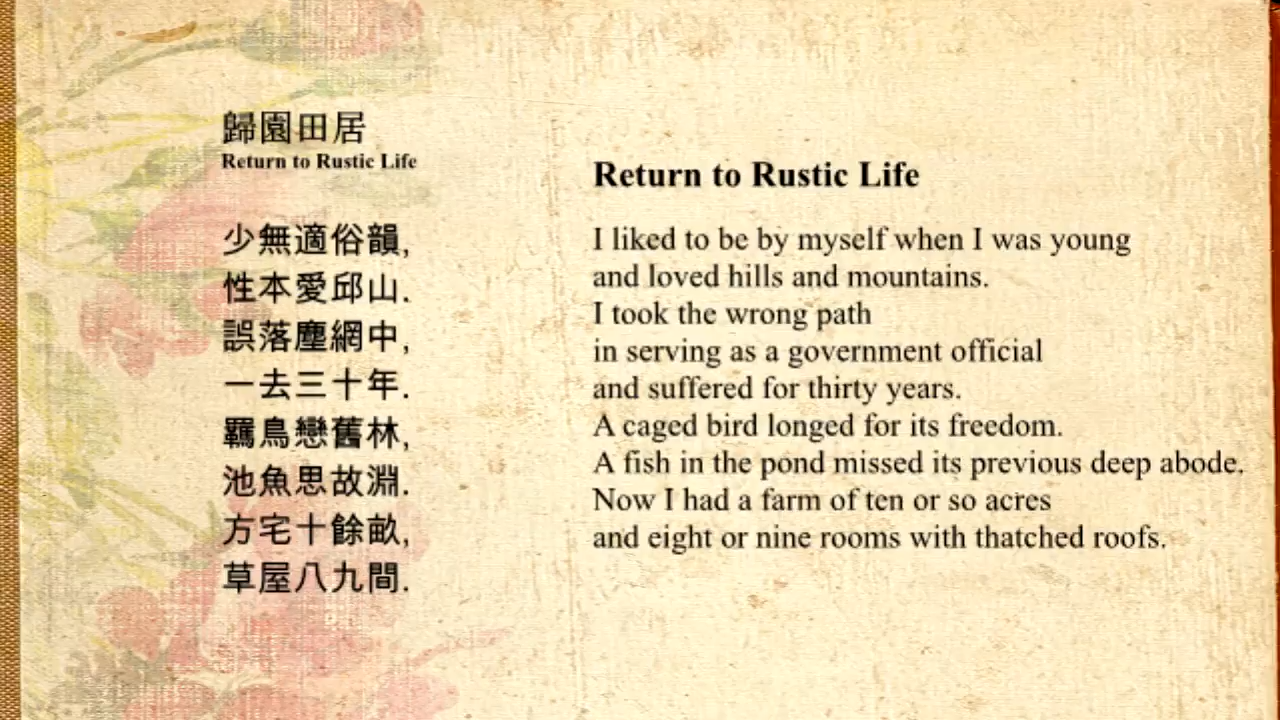 歸園田居
Return to Rustic Life
少無適俗韻,
性本愛邱山.
誤落塵網中,
一去三十年.
羈鳥戀舊林,
池魚思故淵.
方宅十餘畝,
草屋八九間.
Return to Rustic Life
I liked to be by myself when I was young
and loved hills and mountains.
I took the wrong path
in serving as a government official
and suffered for thirty years.
A caged bird longed for its freedom.
A fish in the pond missed its previous deep abode.
Now I had a farm of ten or so acres
and eight or nine rooms with thatched roofs.